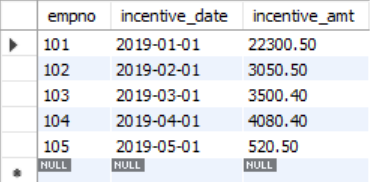 empno incentive_date incentive_amt
101 2019-01-01 22300.50
102 2019-02-01 3050.50
103 2019-03-01 3500.40
104 2019-04-01 4080.40
105 2019-05-01 520.50
NULL NULL NULL